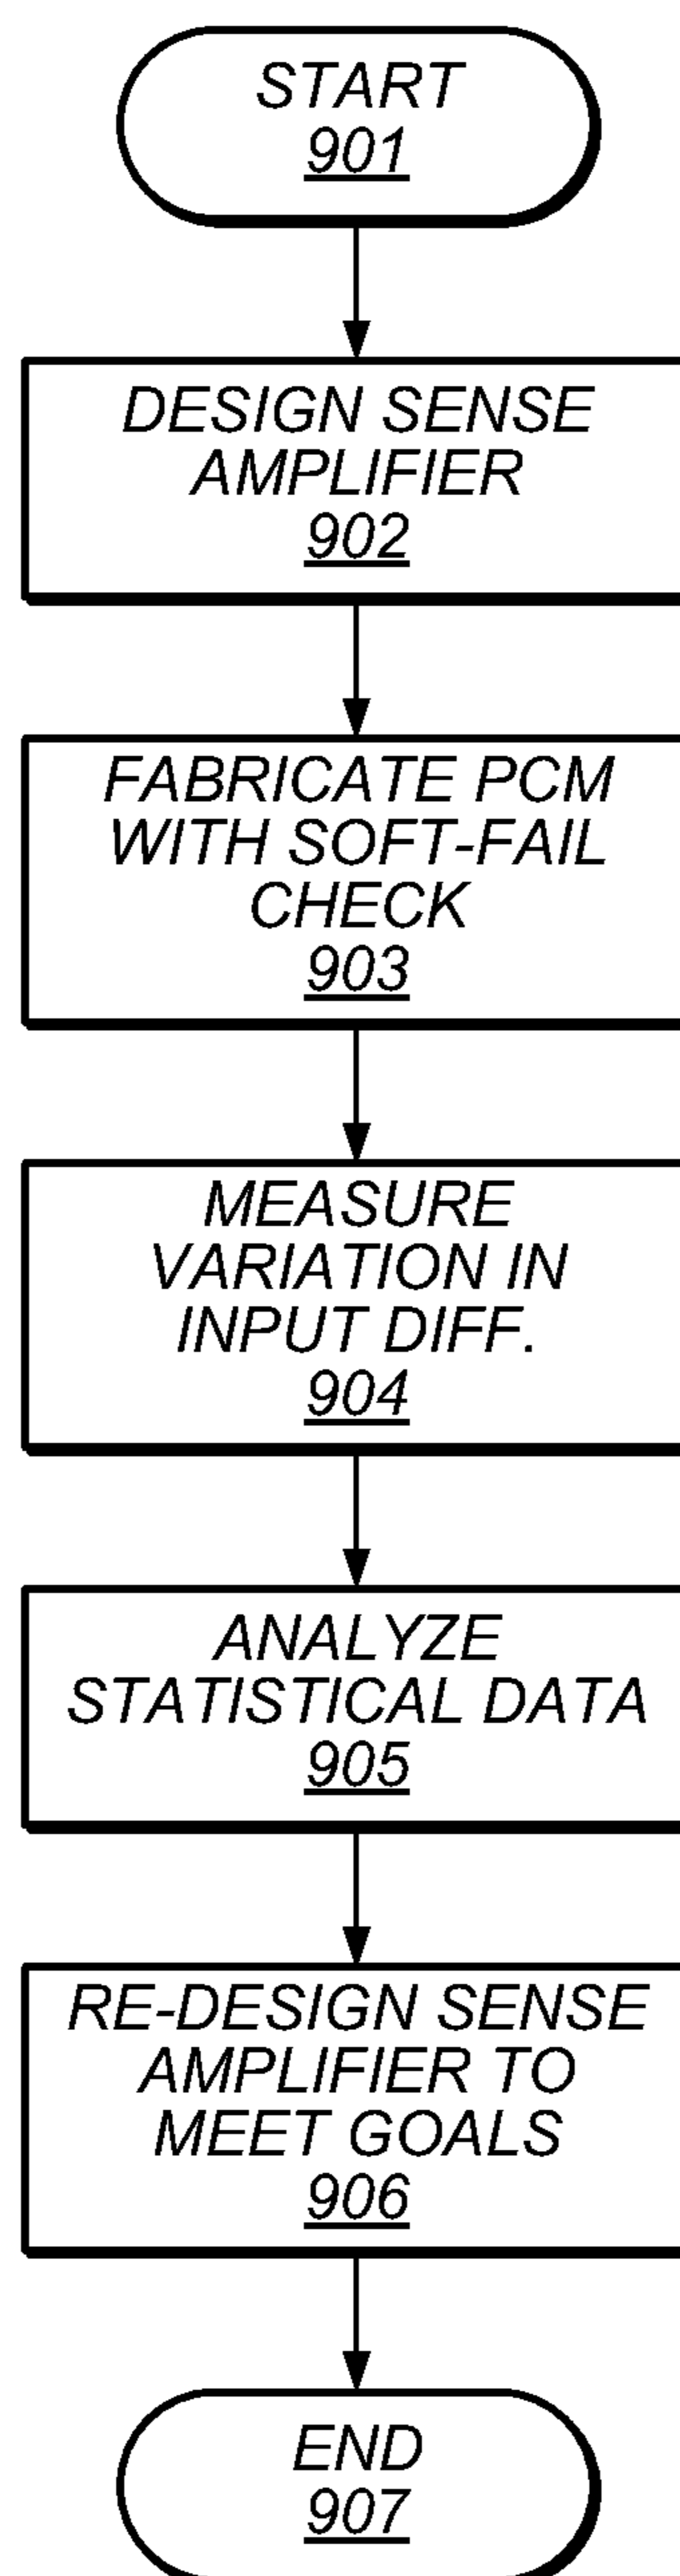 START
901
DESIGN SENSE
AMPLIFIER
902
FABRICATE PCM
WITH SOFT-FAIL
CHECK
903
MEASURE
VARIATION IN
INPUT DIFF.
904
ANALYZE
STATISTICAL DATA
905
RE-DESIGN SENSE
AMPLIFIER TO
MEET GOALS
906
END
907